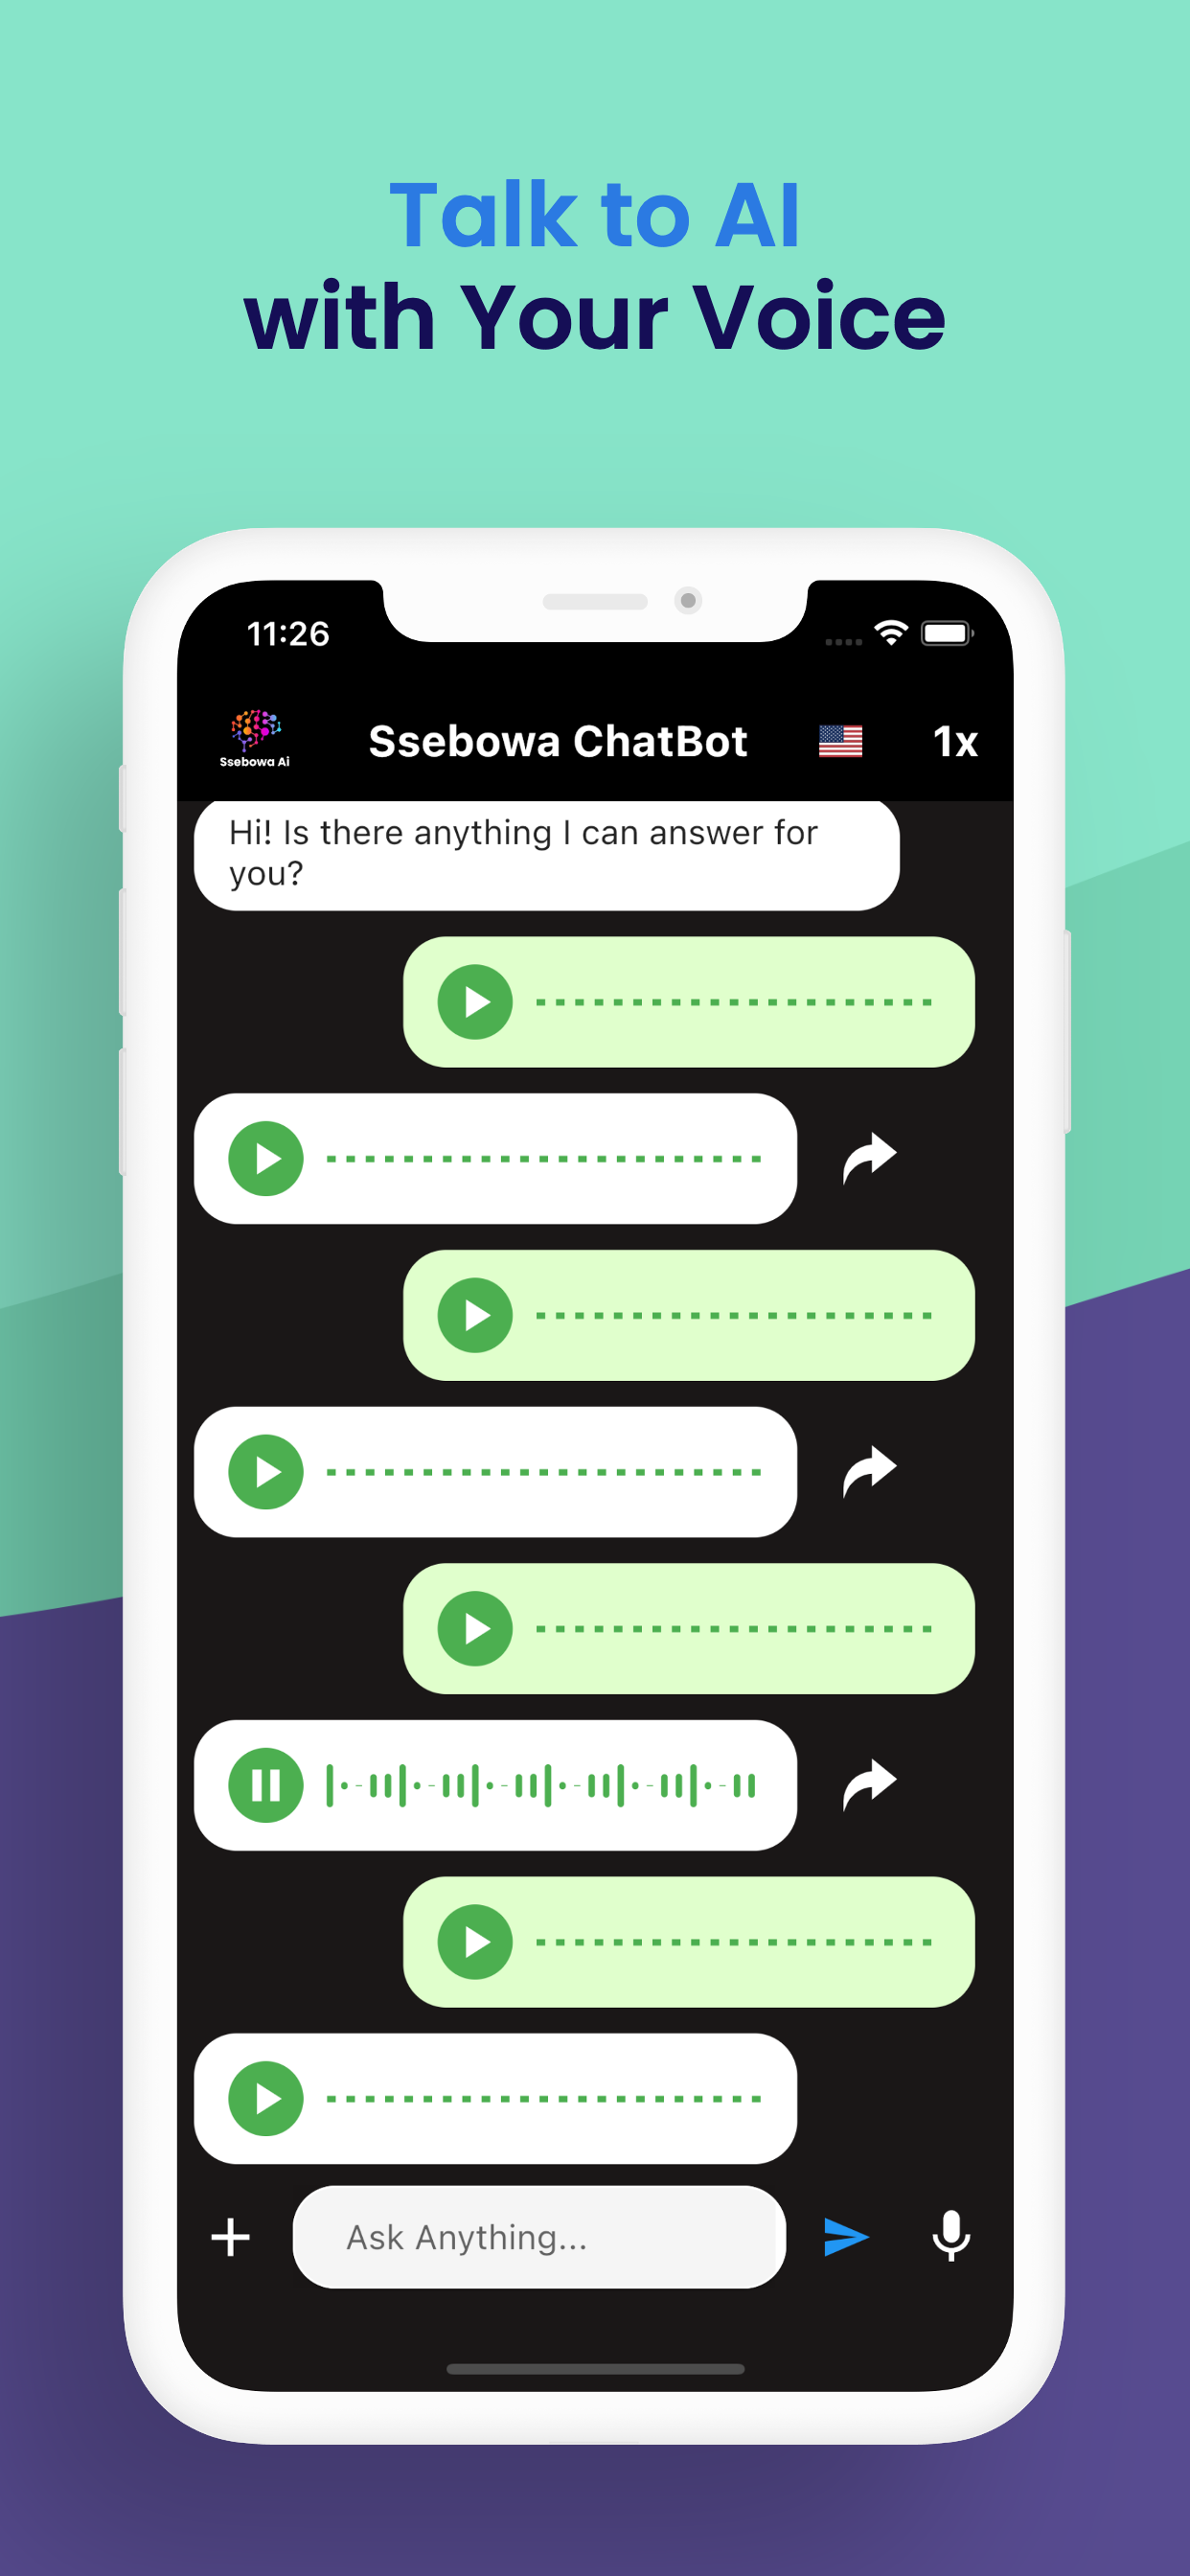 Talk to AI
with Your Voice
11:26
Ssebowa Ai
Ssebowa ChatBot
1x
Hi! Is there anything I can answer for
you?
Ask Anything...